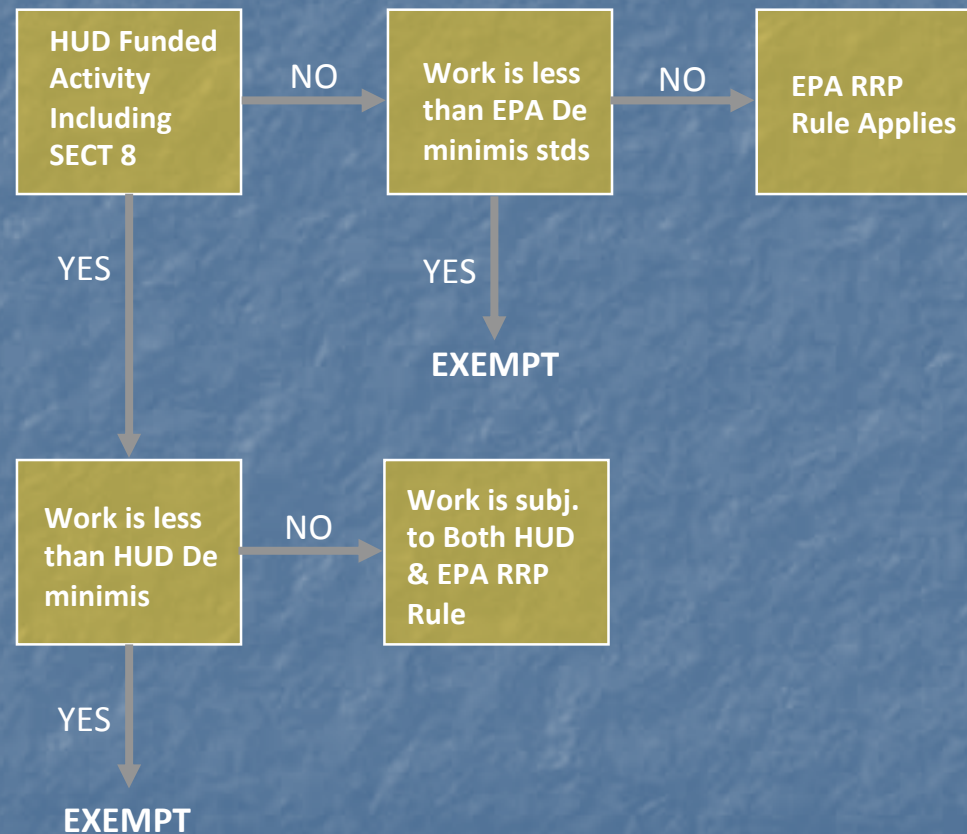 HUD Funded
Activity
Including
SECT 8
NO
Work is less
than EPA De
minimis stds
NO
EPA RRP
Rule Applies
YES
YES
EXEMPT
Work is less
than HUD De
minimis
NO
Work is subj.
to Both HUD
& EPA RRP
Rule
YES
EXEMPT